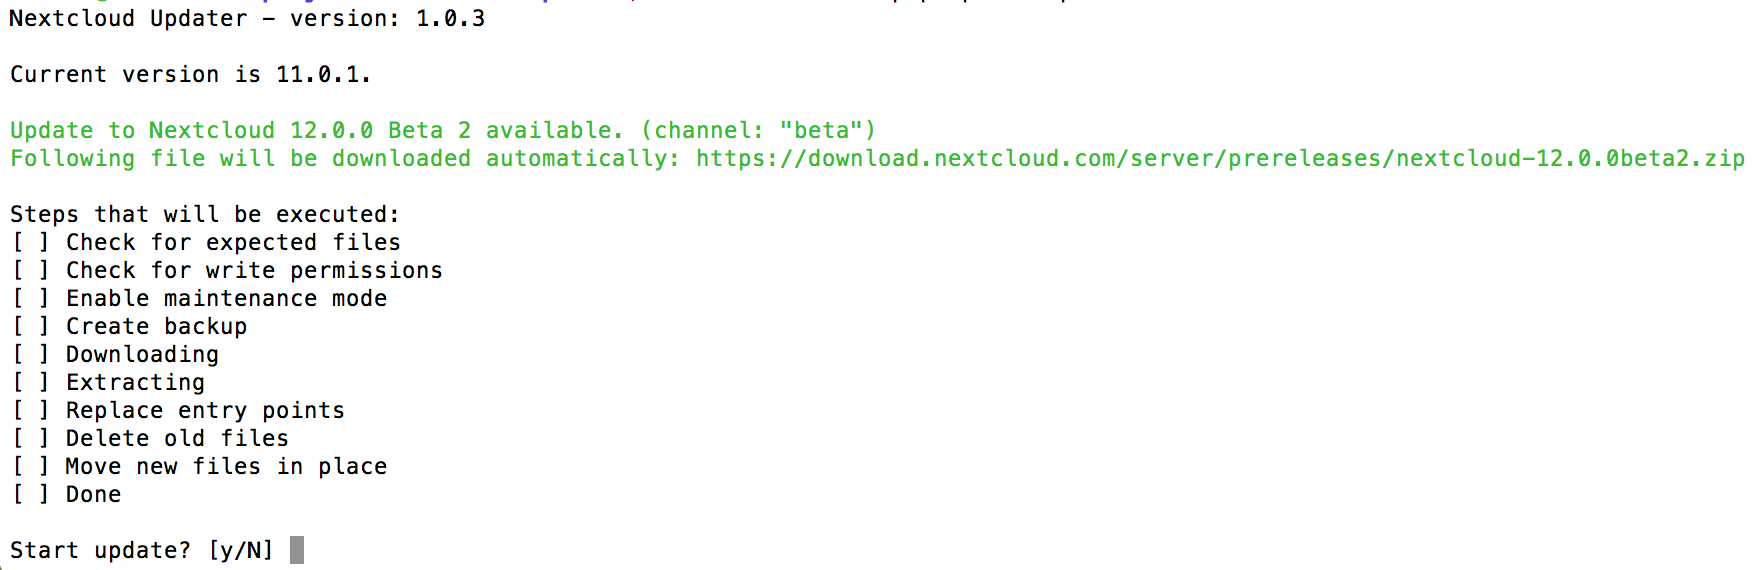 Nextcloud Updater - version: 1.0.3
Current version is 11.0.1.
Update to Nextcloud 12.0.0 Beta 2 available. (channel: "beta")
Following file will be downloaded automatically: https://download.nextcloud.com/server/prereleases/nextcloud-12.0.0beta2.zip
Steps that will be executed:
[ ] Check for expected files
[ ] Check for write permissions
[ ] Enable maintenance mode
[ ] Create backup
[ ] Downloading
[ ] Extracting
[ ] Replace entry points
[ ] Delete old files
[ ] Move new files in place
[ ] Done
Start update? [y/N]